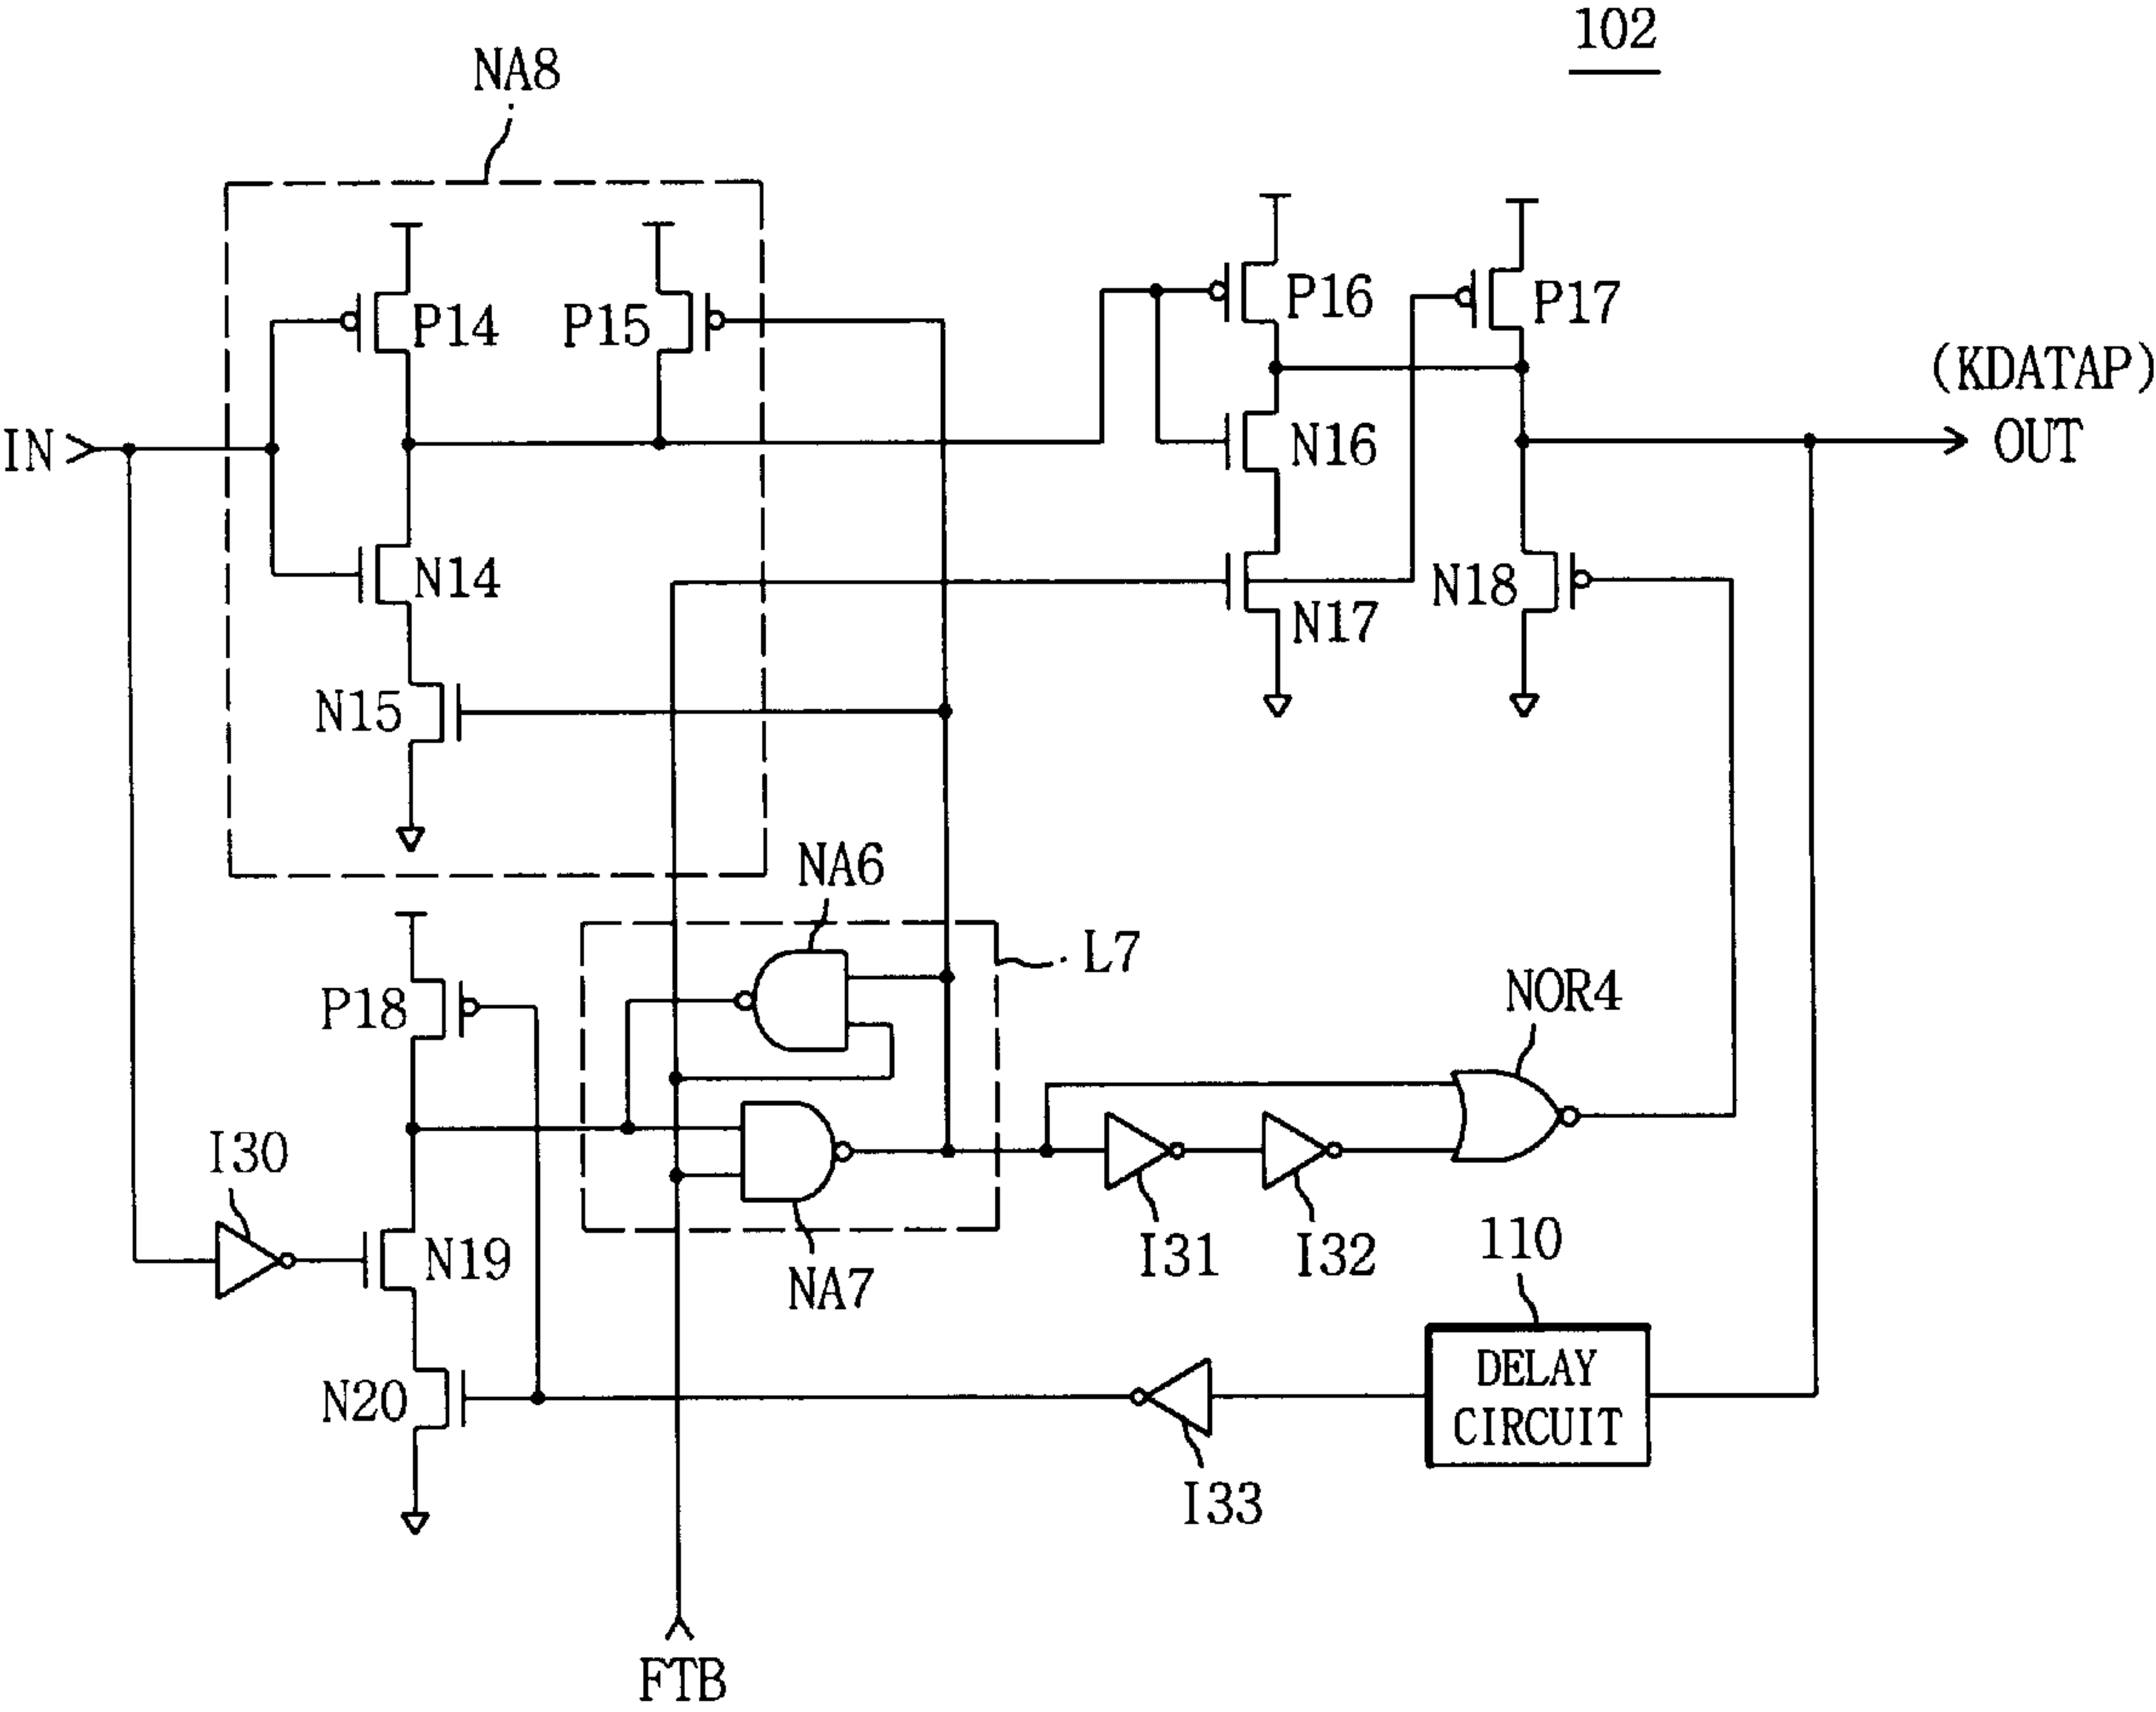 102
NA8
P14
P15
P16
P17
(KDATAP)
IN
N16
OUT
N14
N18
N17
N15
NA6
L7
P18
NOR4
I30
N19
NA7
I31
I32
110
N20
DELAY
CIRCUIT
I33
FTB